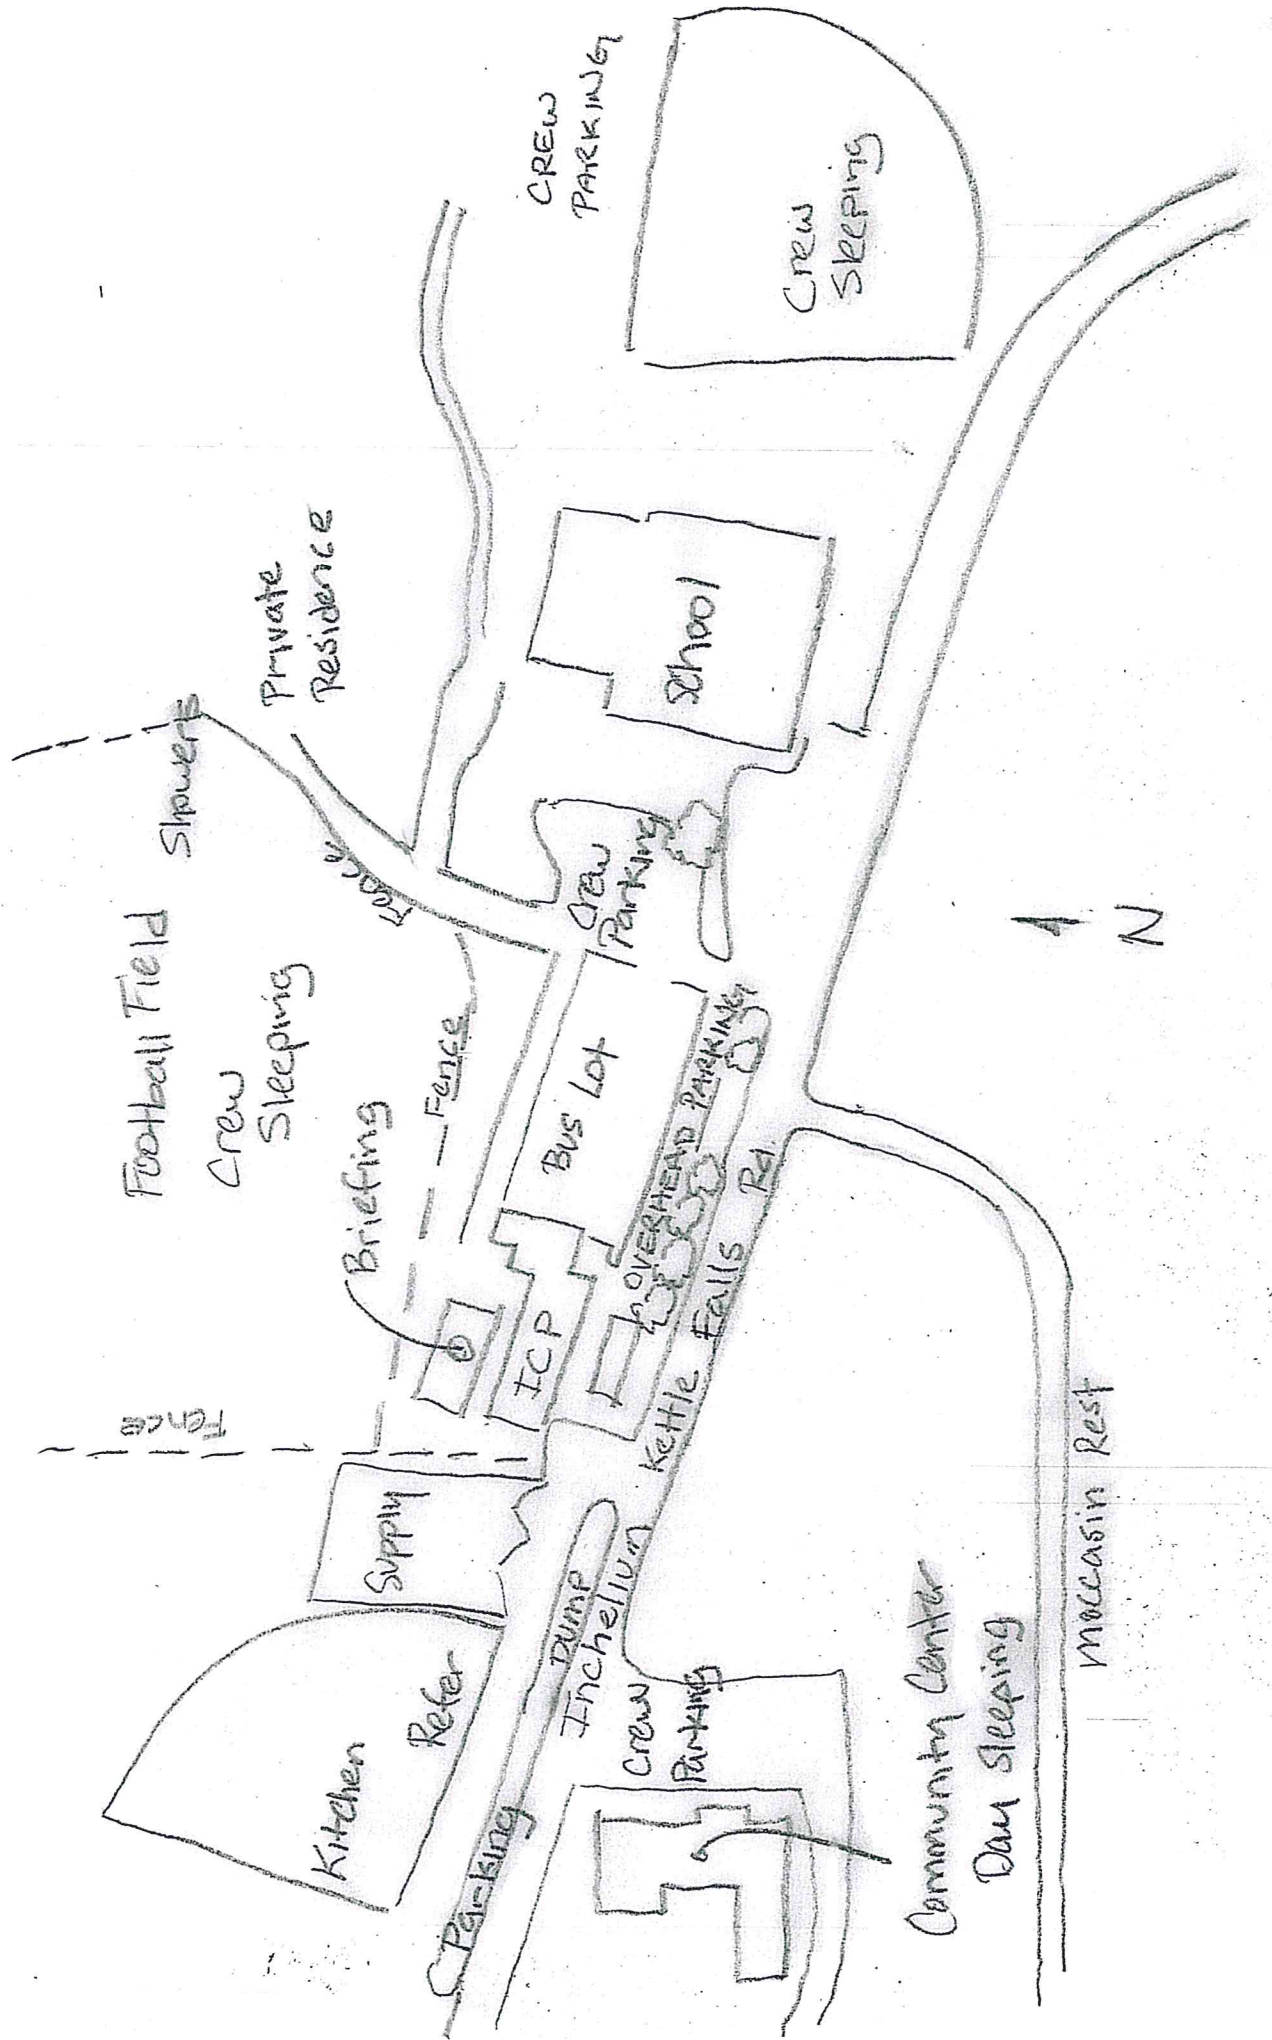 Football Field
Crew
Sleeping
Showers
Private
Residence
Fence
Briefing
Fence
Supply
Kitchen
Refer
ICP
Bus Lot
Crew
Parking
School
CREW
PARKING
Crew
Sleeping
OVERHEAD PARKING
Parking
DUMP
Inchelium Kettle Falls Rd.
Crew
Parking
Community Center
Day Sleeping
Moccasin Rest
N